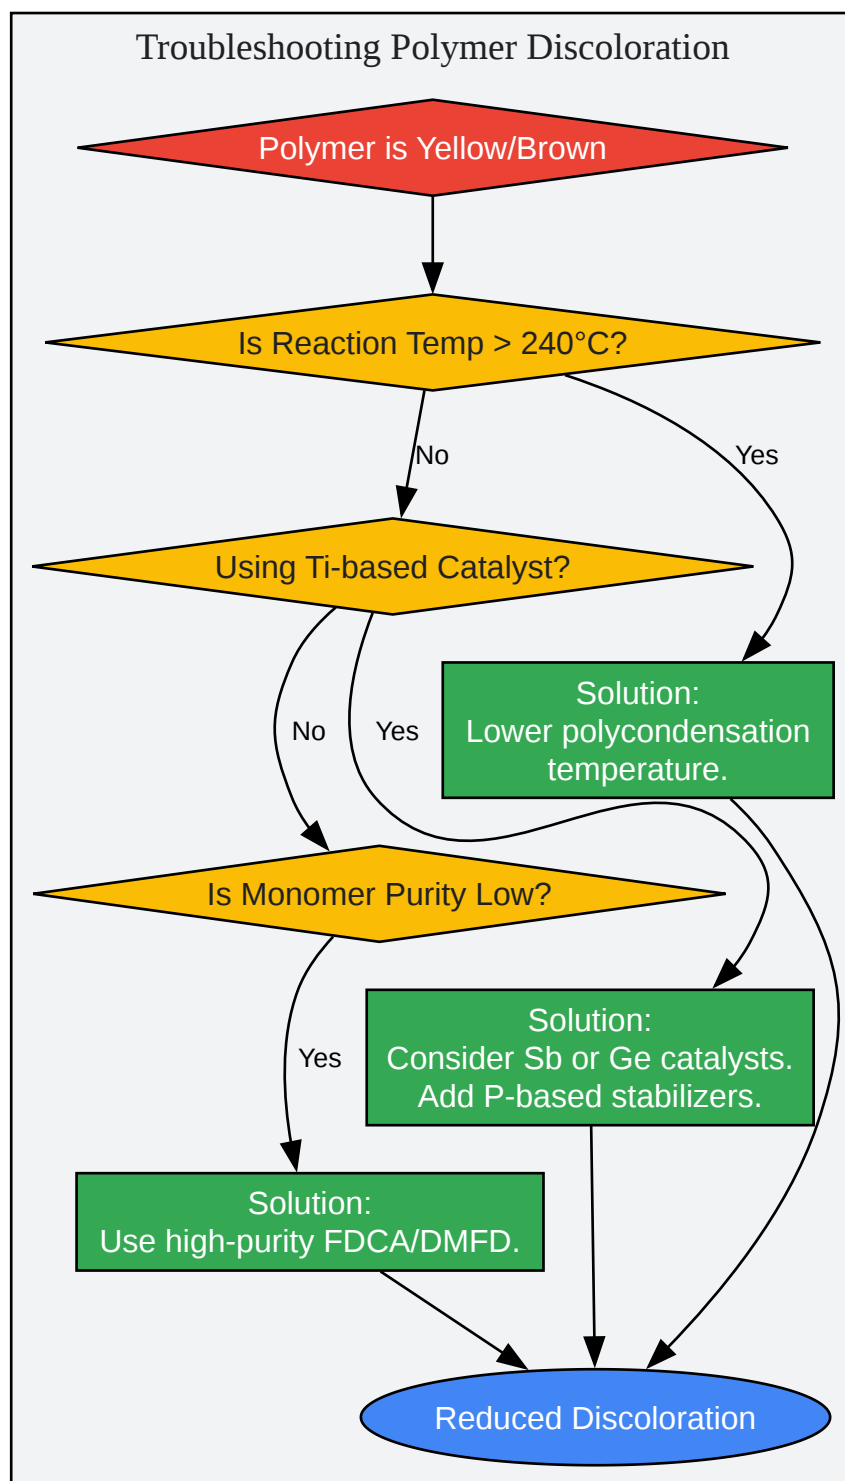 Troubleshooting Polymer Discoloration
Polymer is Yellow/Brown
Is Reaction Temp > 240°C?
No
Yes
Using Ti-based Catalyst?
Solution:
Lower polycondensation
temperature.
No
Yes
Is Monomer Purity Low?
Solution:
Consider Sb or Ge catalysts.
Add P-based stabilizers.
Yes
Solution:
Use high-purity FDCA/DMFD.
Reduced Discoloration